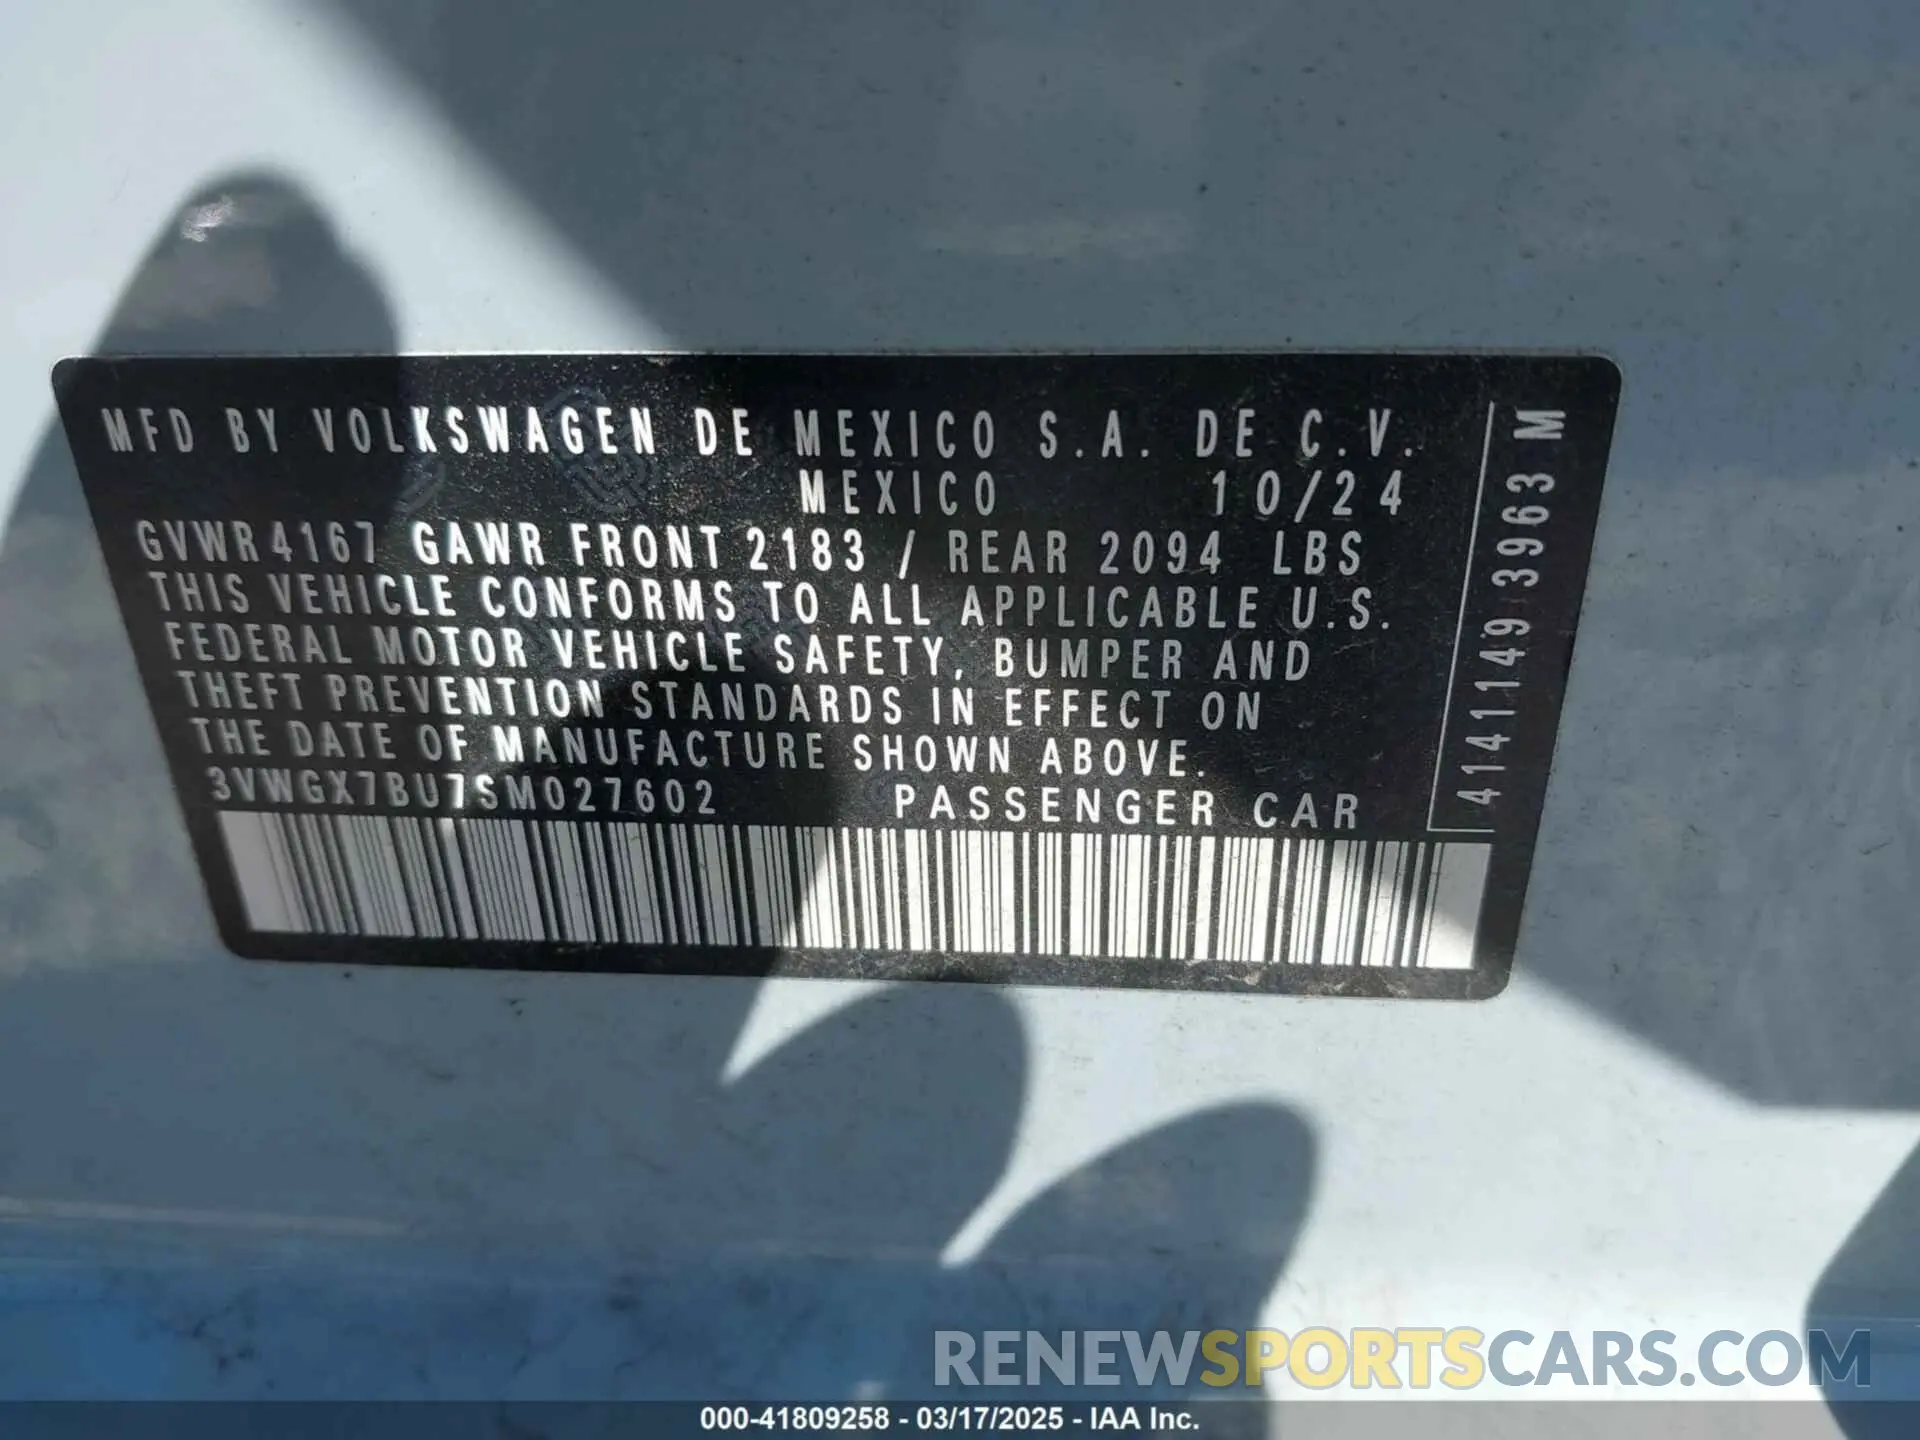 MFD BY VOLKSWAGEN DE MEXICO S.A. DE C.V.
MEXICO 10/24
GVWR 4167 GAWR FRONT 2183 / REAR 2094 LBS
THIS VEHICLE CONFORMS TO ALL APPLICABLE U.S.
FEDERAL MOTOR VEHICLE SAFETY, BUMPER AND
THEFT PREVENTION STANDARDS IN EFFECT ON
THE DATE OF MANUFACTURE SHOWN ABOVE.
3VWGX7BU7SM027602 PASSENGER CAR
4141149 3963 M
RENEWSPORTSCARS.COM
000-41809258 - 03/17/2025 - IAA Inc.